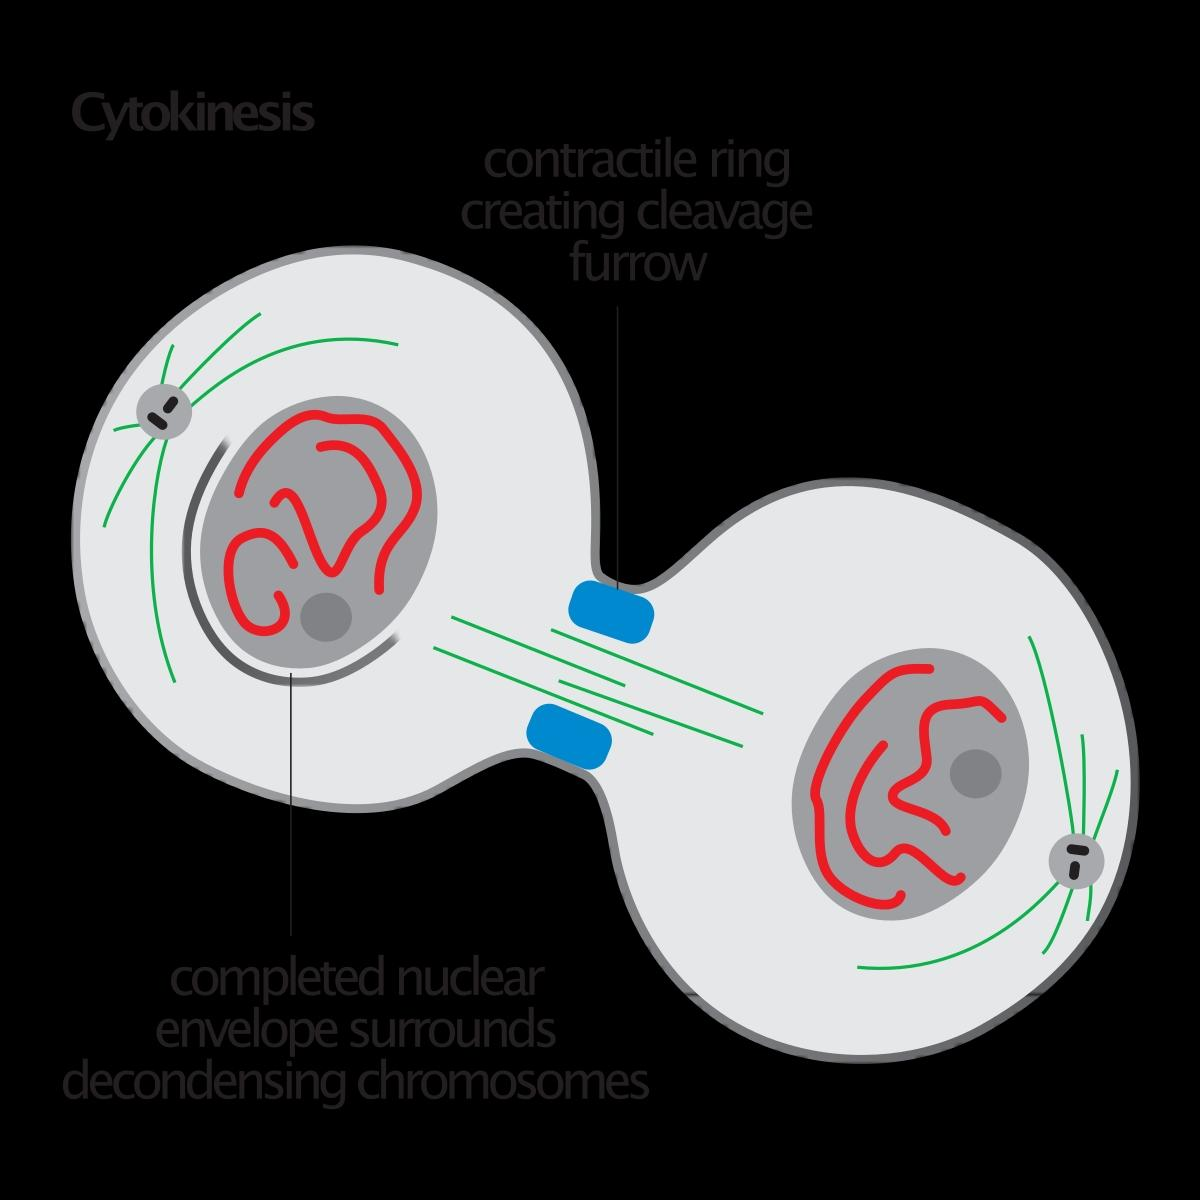 Cytokinesis
contractile ring
creating cleavage
furrow
completed nuclear
envelope surrounds
decondensing chromosomes